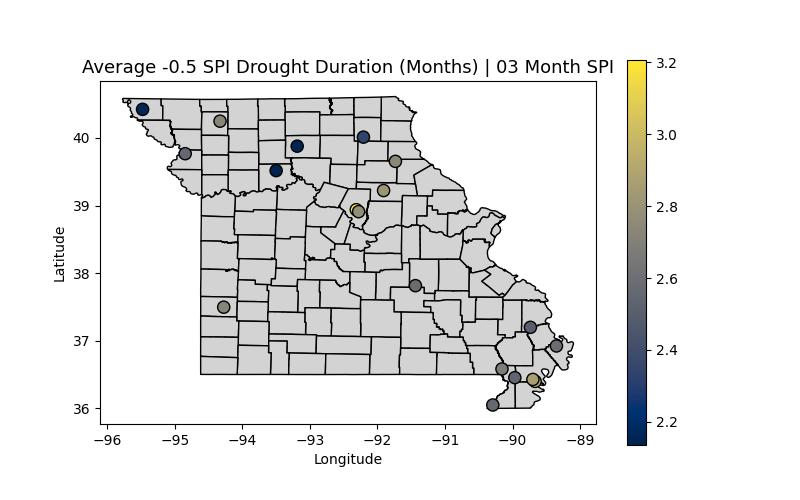 Average -0.5 SPI Drought Duration (Months) | 03 Month SPI
40
39
38
37
36
Latitude
−96 −95 −94 −93 −92 −91 −90 −89
Longitude
3.2
3.0
2.8
2.6
2.4
2.2